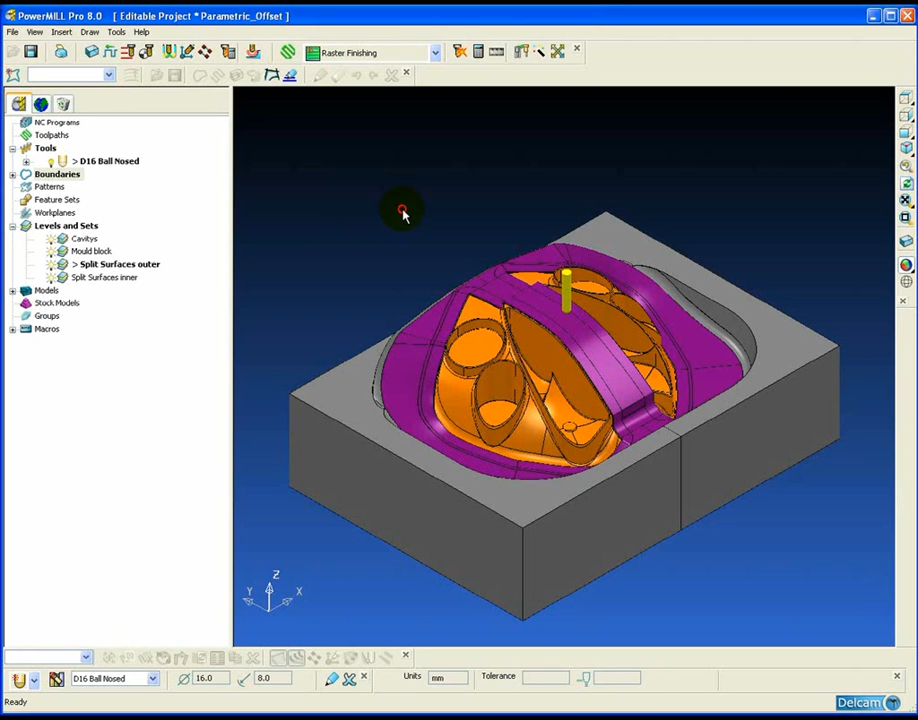 PowerMILL Pro 8.0    [ Editable Project * Parametric_Offset ]
File View Insert Draw Tools Help
Raster Finishing
NC Programs
Toolpaths
Tools
> D16 Ball Nosed
Boundaries
Patterns
Feature Sets
Workplanes
Levels and Sets
Cavitys
Mould block
> Split Surfaces outer
Split Surfaces inner
Models
Stock Models
Groups
Macros
Z
Y X
D16 Ball Nosed 16.0 8.0 Units mm Tolerance
Ready
Delcam